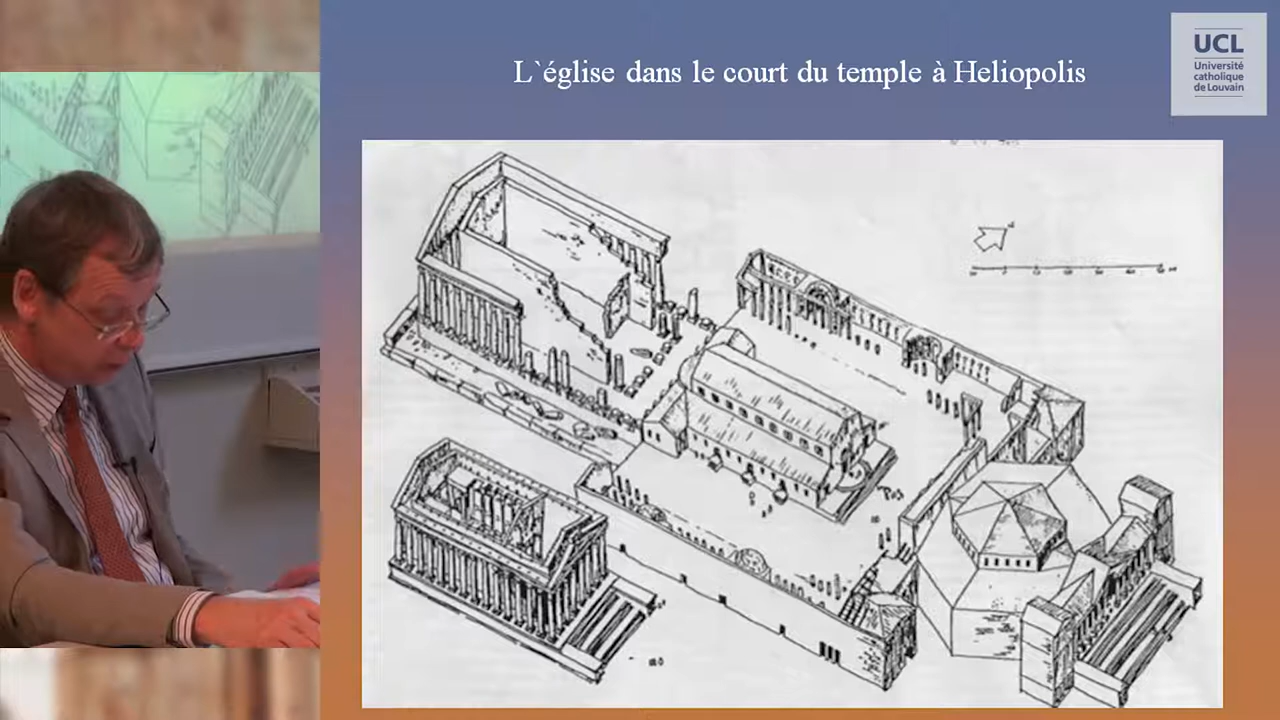 L`église dans le court du temple à Heliopolis
UCL
Université
catholique
de Louvain